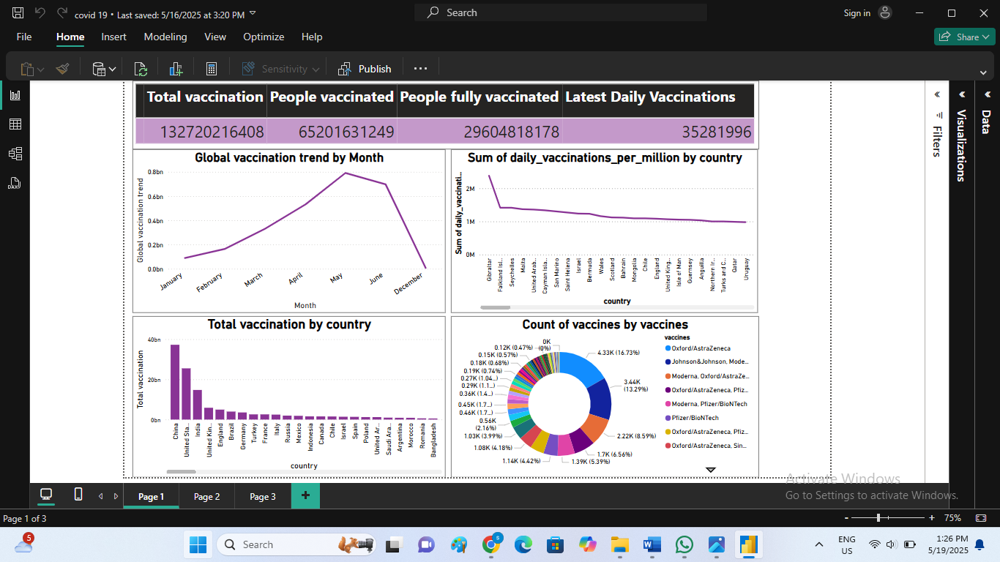 covid 19 • Last saved: 5/16/2025 at 3:20 PM
Search
Sign in
File Home Insert Modeling View Optimize Help
Share
Sensitivity
Publish
Total vaccination People vaccinated People fully vaccinated Latest Daily Vaccinations
132720216408 65201631249 29604818178 35281996
Global vaccination trend by Month
Global vaccination trend
0.8bn
0.6bn
0.4bn
0.2bn
0.0bn
January February March April May June December
Month
Sum of daily_vaccinations_per_million by country
Sum of daily_vaccinati...
2M
1M
0M
Gibraltar
Falkland Isl...
Seychelles
Malta
United Arab...
Cayman Isla...
San Marino
Saint Helena
Israel
Bermuda
Wales
Scotland
Bahrain
Mongolia
Chile
England
United King...
Isle of Man
Guernsey
Anguilla
Northern Ir...
Turks and C...
Qatar
Uruguay
country
Total vaccination by country
Total vaccination
40bn
20bn
0bn
China
United Sta...
India
United Kin...
England
Brazil
Germany
Turkey
France
Italy
Russia
Mexico
Indonesia
Canada
Chile
Israel
Spain
Poland
United Ar...
Saudi Ara...
Argentina
Morocco
Romania
Bangladesh
country
Count of vaccines by vaccines
0K
(0%)
0.12K (0.47%)
0.15K (0.57%)
0.18K (0.68%)
0.19K (0.74%)
0.27K (1.04...)
0.29K (1.1...)
0.36K (1.4...)
0.45K (1.7...)
0.46K (1.7...)
0.56K
(2.16%)
1.03K (3.99%)
1.08K (4.18%)
1.14K (4.42%)
1.39K (5.39%)
1.7K (6.56%)
2.22K (8.59%)
3.44K
(13.29%)
4.33K (16.73%)
vaccines
Oxford/AstraZeneca
Johnson&Johnson, Mode...
Moderna, Oxford/AstraZe...
Oxford/AstraZeneca, Pfiz...
Moderna, Pfizer/BioNTech
Pfizer/BioNTech
Oxford/AstraZeneca, Pfiz...
Oxford/AstraZeneca, Sin...
Filters
Visualizations
Data
DAX
Activate Windows
Go to Settings to activate Windows.
Page 1 Page 2 Page 3
Page 1 of 3
- + 75%
5
Search
S
ENG
US
1:26 PM
5/19/2025